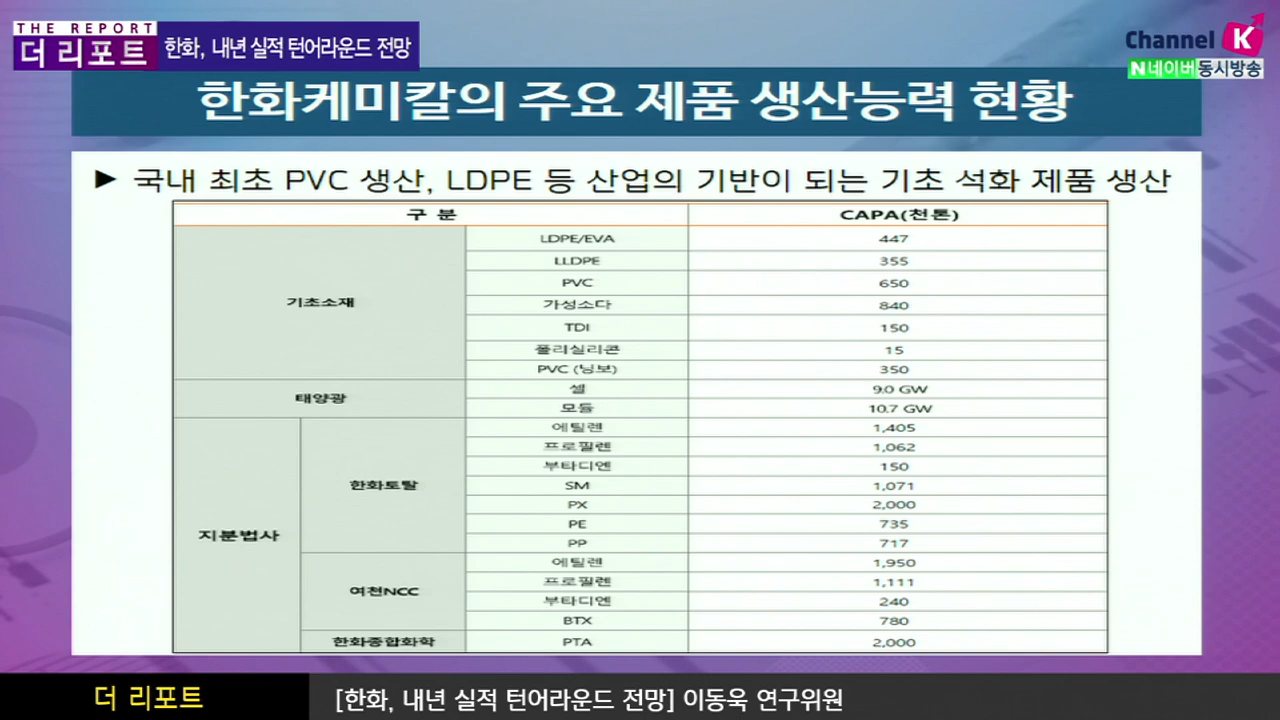 THE REPORT
더 리포트
한화, 내년 실적 턴어라운드 전망
Channel K
N 네이버 동시방송
한화케미칼의 주요 제품 생산능력 현황
▶ 국내 최초 PVC 생산, LDPE 등 산업의 기반이 되는 기초 석화 제품 생산
구 분 CAPA(천톤)
기초소재 LDPE/EVA 447
LLDPE 355
PVC 650
가성소다 840
TDI 150
폴리실리콘 15
PVC (닝보) 350
태양광 셀 9.0 GW
모듈 10.7 GW
지분법사 한화토탈 에틸렌 1,405
프로필렌 1,062
부타디엔 150
SM 1,071
PX 2,000
PE 735
PP 717
여천NCC 에틸렌 1,950
프로필렌 1,111
부타디엔 240
BTX 780
한화종합화학 PTA 2,000
더 리포트
[한화, 내년 실적 턴어라운드 전망] 이동욱 연구위원